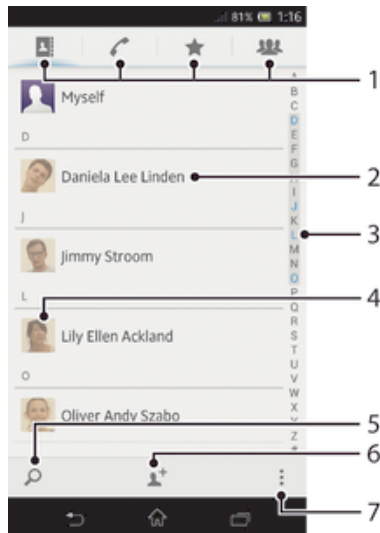 81% 1:16
1
Myself
A
B
C
D
D
E
F
G
Daniela Lee Linden
2
I
J
J
K
L
3
M
Jimmy Stroom
N
O
P
4
L
Q
R
Lily Ellen Ackland
S
T
U
V
O
W
X
Oliver Andy Szabo
Z
#
5
6
7